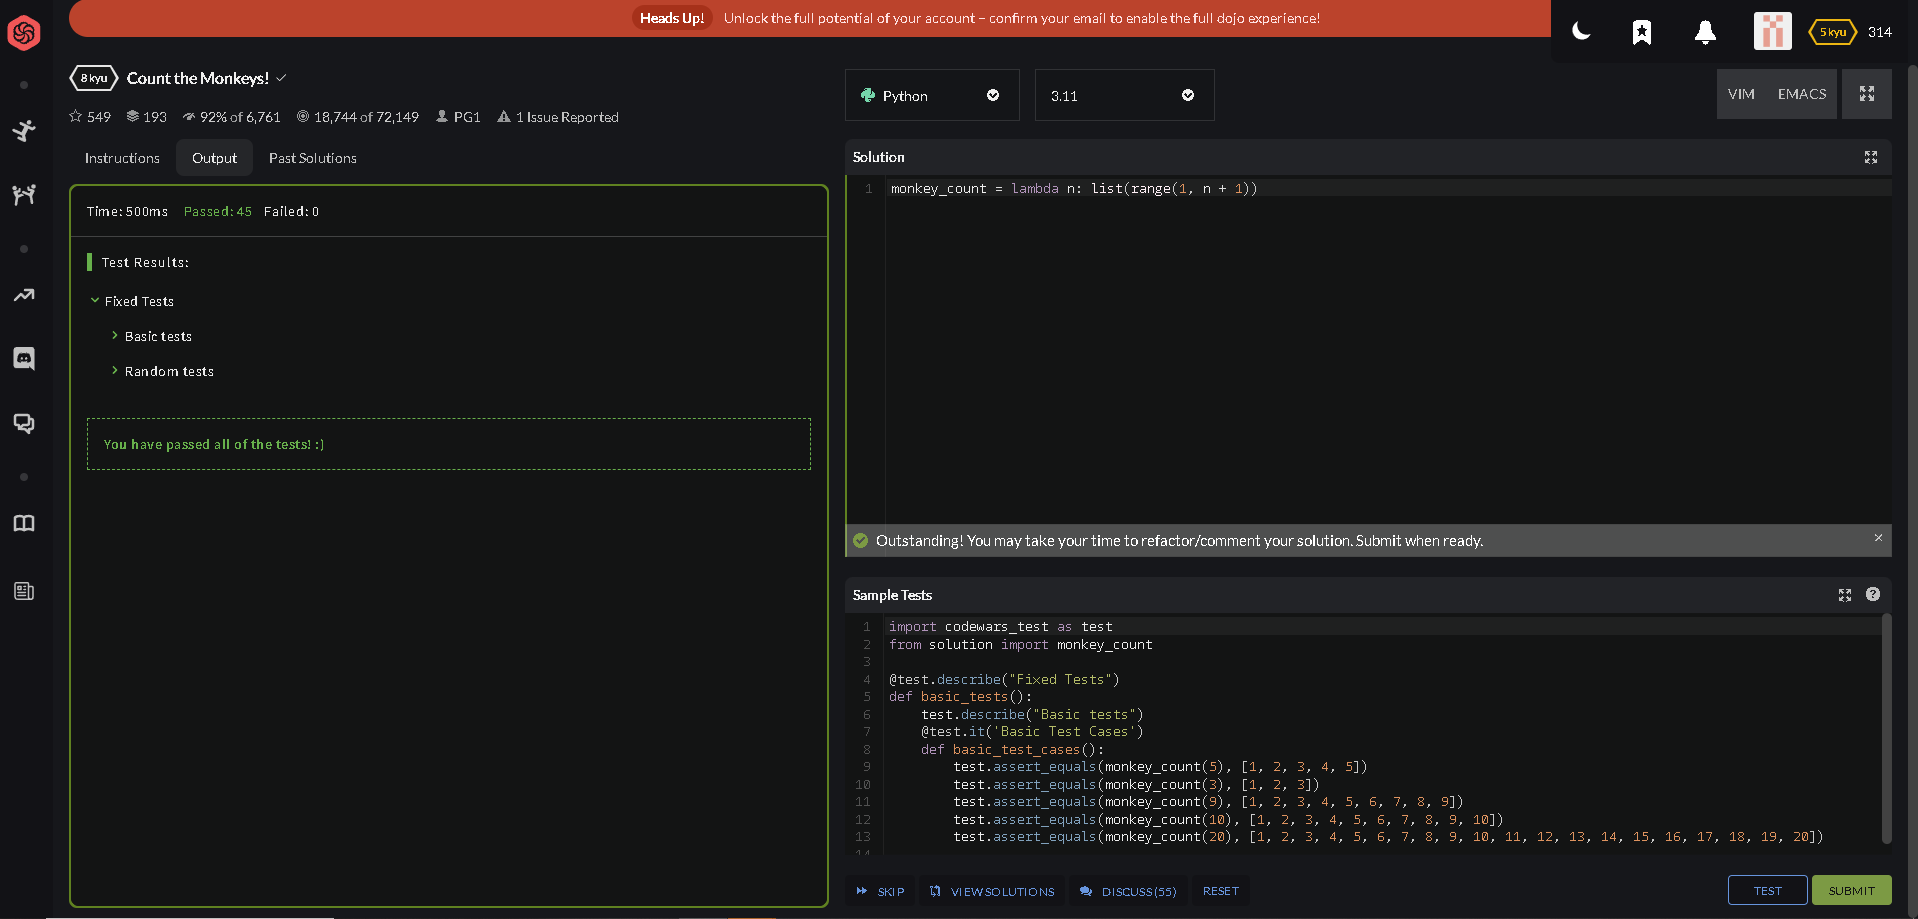 Heads Up! Unlock the full potential of your account – confirm your email to enable the full dojo experience!
5 kyu 314
8 kyu Count the Monkeys!
549 193 92% of 6,761 18,744 of 72,149 PG1 1 Issue Reported
Instructions Output Past Solutions
Time: 500ms Passed: 45 Failed: 0
Test Results:
Fixed Tests
Basic tests
Random tests
You have passed all of the tests! :)
Python 3.11 VIM EMACS
Solution
1 monkey_count = lambda n: list(range(1, n + 1))
Outstanding! You may take your time to refactor/comment your solution. Submit when ready.
Sample Tests
1 import codewars_test as test
2 from solution import monkey_count
3
4 @test.describe("Fixed Tests")
5 def basic_tests():
6 test.describe("Basic tests")
7 @test.it('Basic Test Cases')
8 def basic_test_cases():
9 test.assert_equals(monkey_count(5), [1, 2, 3, 4, 5])
10 test.assert_equals(monkey_count(3), [1, 2, 3])
11 test.assert_equals(monkey_count(9), [1, 2, 3, 4, 5, 6, 7, 8, 9])
12 test.assert_equals(monkey_count(10), [1, 2, 3, 4, 5, 6, 7, 8, 9, 10])
13 test.assert_equals(monkey_count(20), [1, 2, 3, 4, 5, 6, 7, 8, 9, 10, 11, 12, 13, 14, 15, 16, 17, 18, 19, 20])
14
SKIP VIEW SOLUTIONS DISCUSS (55) RESET TEST SUBMIT